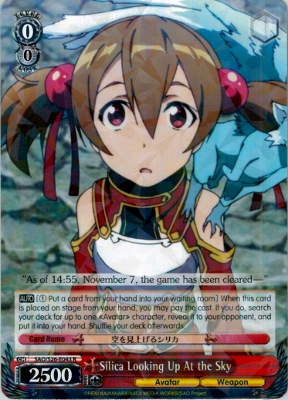 0
0
"As of 14:55, November 7, the game has been cleared—"
AUTO [① Put a card from your hand into your waiting room] When this card is
placed from your hand onto the stage, you may pay the cost. If you do, search
your deck for up to one «Avatar» character, reveal it to your opponent, and
put it into your hand. Shuffle your deck afterwards.
Card Name 空を見上げるシリカ
2500
Silica Looking Up At the Sky
Avatar Weapon